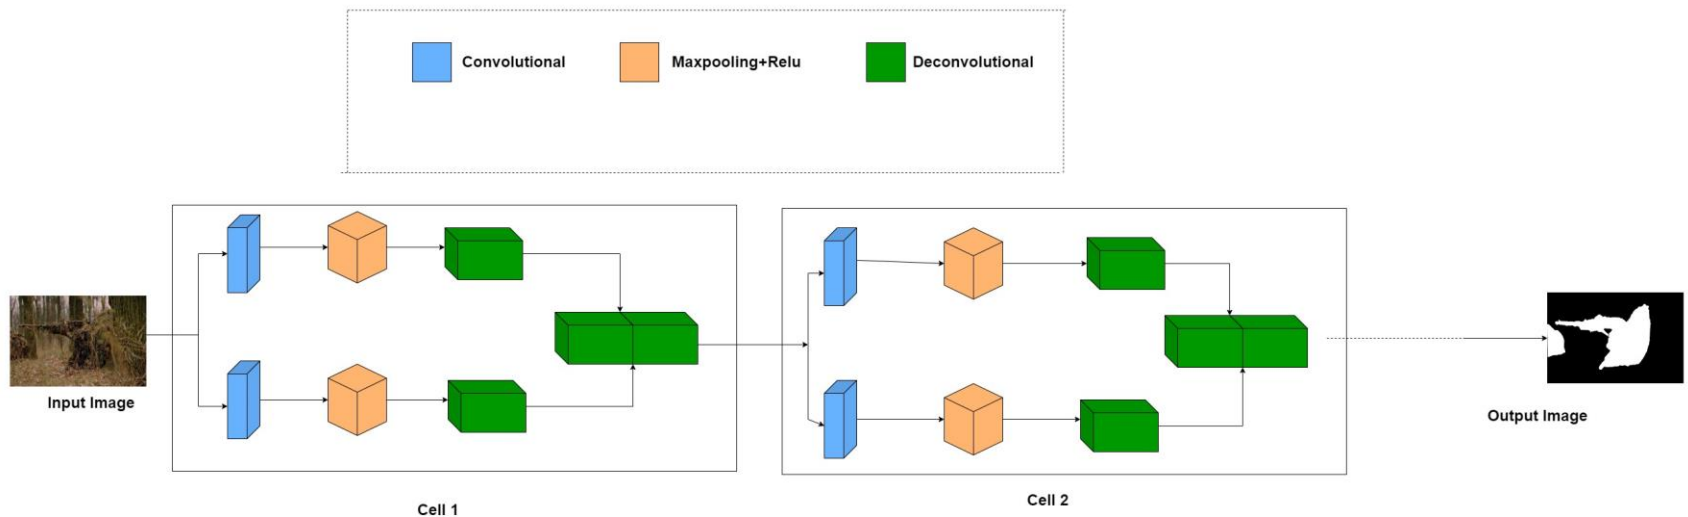 Convolutional
Maxpooling+Relu
Deconvolutional
Input Image
Output Image
Cell 1
Cell 2